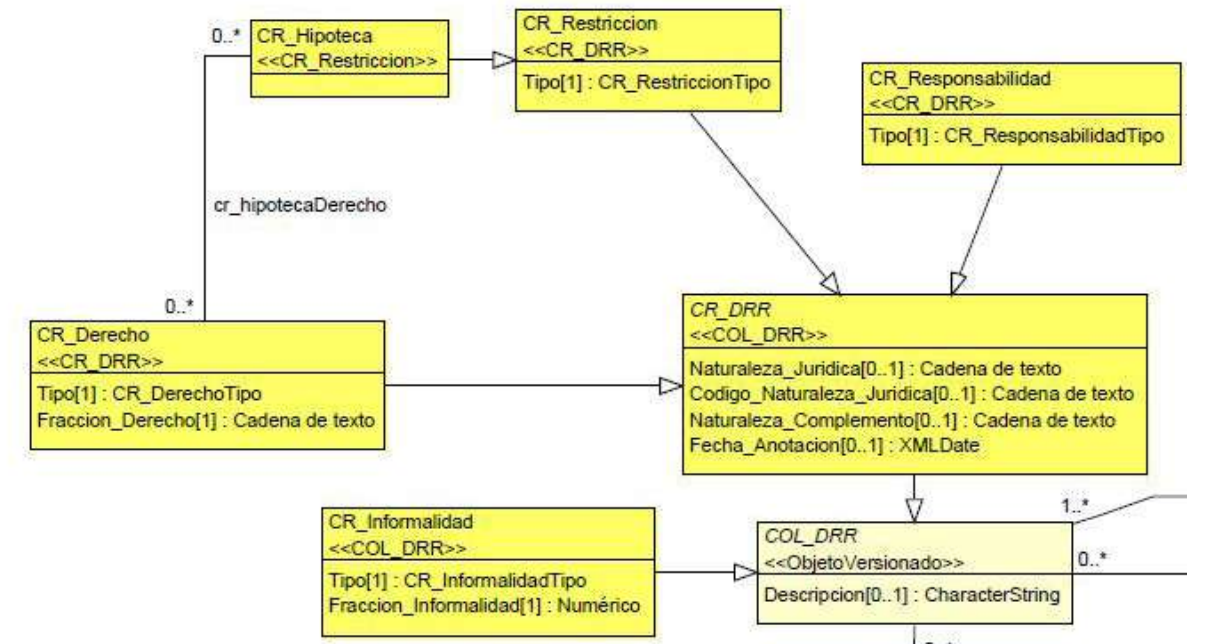 CR_Restriccion
<<CR_DRR>>
Tipo[1] : CR_RestriccionTipo
0..*
CR_Hipoteca
<<CR_Restriccion>>
CR_Responsabilidad
<<CR_DRR>>
Tipo[1] : CR_ResponsabilidadTipo
cr_hipotecaDerecho
0..*
CR_Derecho
<<CR_DRR>>
Tipo[1] : CR_DerechoTipo
Fraccion_Derecho[1] : Cadena de texto
CR_DRR
<<COL_DRR>>
Naturaleza_Juridica[0..1] : Cadena de texto
Codigo_Naturaleza_Juridica[0..1] : Cadena de texto
Naturaleza_Complemento[0..1] : Cadena de texto
Fecha_Anotacion[0..1] : XMLDate
CR_Informalidad
<<COL_DRR>>
Tipo[1] : CR_InformalidadTipo
Fraccion_Informalidad[1] : Numérico
1..*
COL_DRR
<<ObjetoVersionado>>
Descripcion[0..1] : CharacterString
0..*